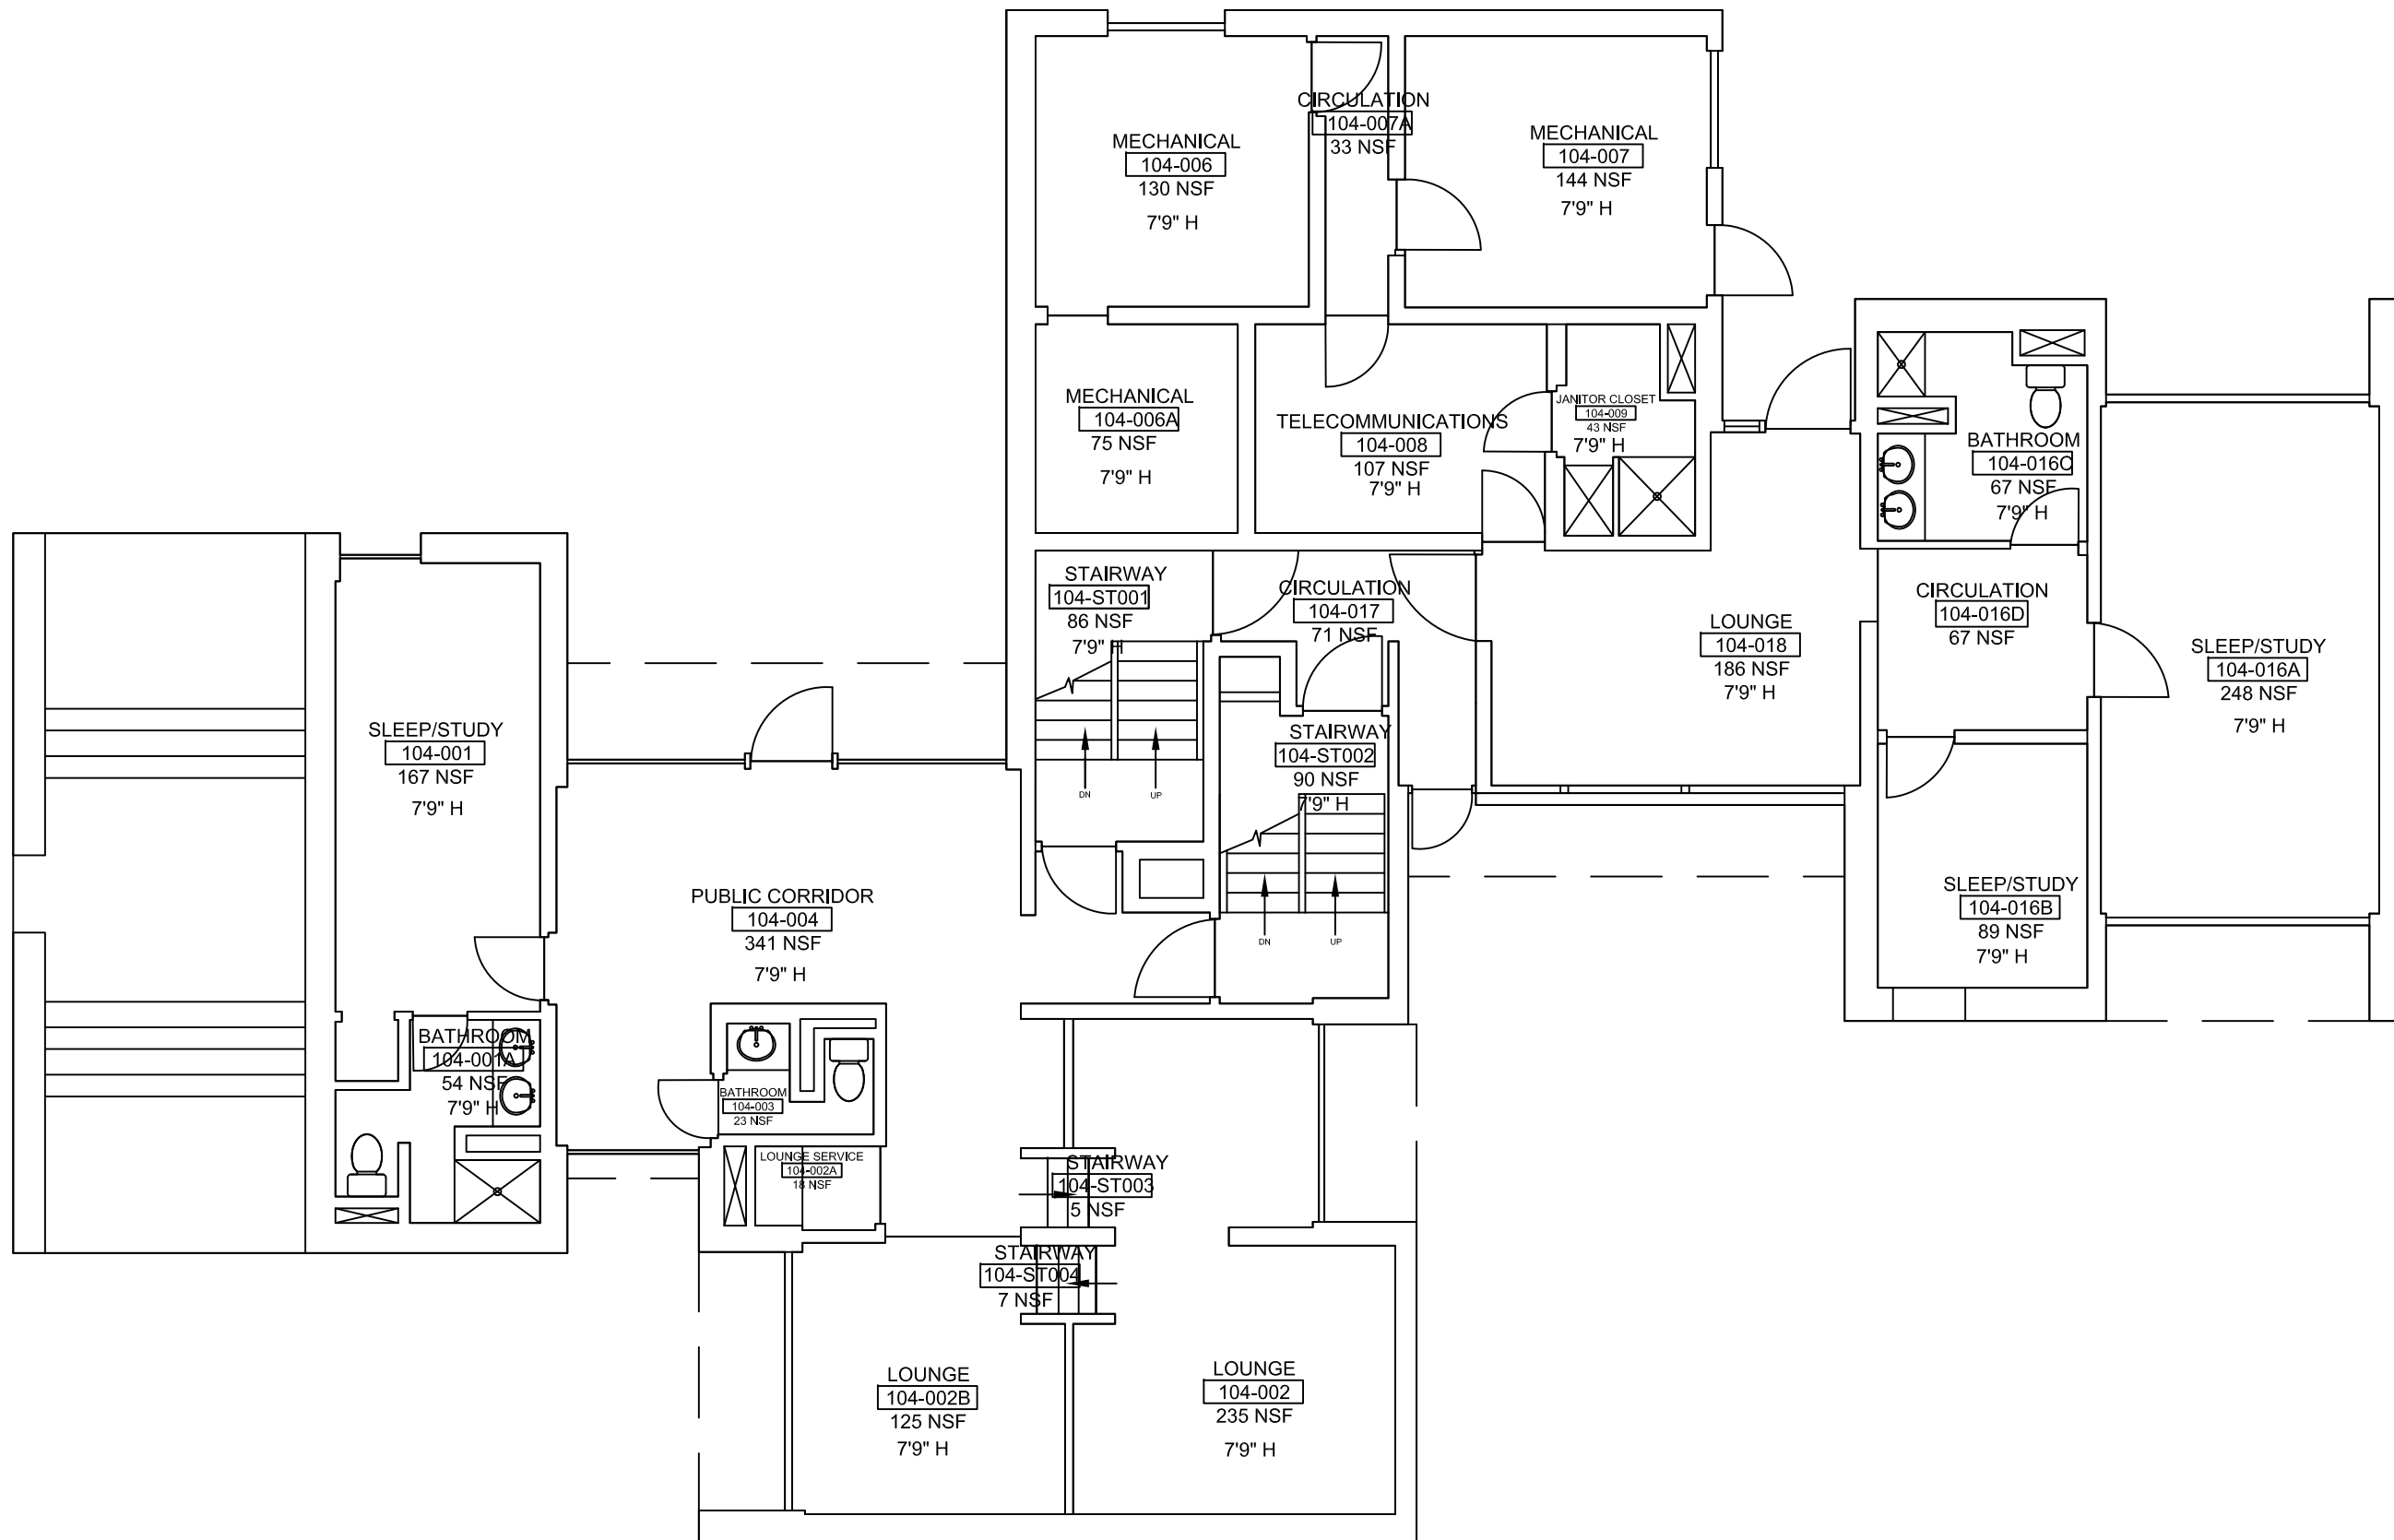 CIRCULATION
104-007A
33 NSF
MECHANICAL
104-006
130 NSF
7'9" H
MECHANICAL
104-007
144 NSF
7'9" H
MECHANICAL
104-006A
75 NSF
7'9" H
TELECOMMUNICATIONS
104-008
107 NSF
7'9" H
JANITOR CLOSET
104-009
43 NSF
7'9" H
BATHROOM
104-016C
67 NSF
7'9" H
STAIRWAY
104-ST001
86 NSF
7'9" H
DN
UP
CIRCULATION
104-017
71 NSF
LOUNGE
104-018
186 NSF
7'9" H
CIRCULATION
104-016D
67 NSF
SLEEP/STUDY
104-016A
248 NSF
7'9" H
SLEEP/STUDY
104-001
167 NSF
7'9" H
STAIRWAY
104-ST002
90 NSF
7'9" H
DN
UP
PUBLIC CORRIDOR
104-004
341 NSF
7'9" H
SLEEP/STUDY
104-016B
89 NSF
7'9" H
BATHROOM
104-001A
54 NSF
7'9" H
BATHROOM
104-003
23 NSF
LOUNGE SERVICE
104-002A
18 NSF
STAIRWAY
104-ST003
5 NSF
STAIRWAY
104-ST004
7 NSF
LOUNGE
104-002B
125 NSF
7'9" H
LOUNGE
104-002
235 NSF
7'9" H